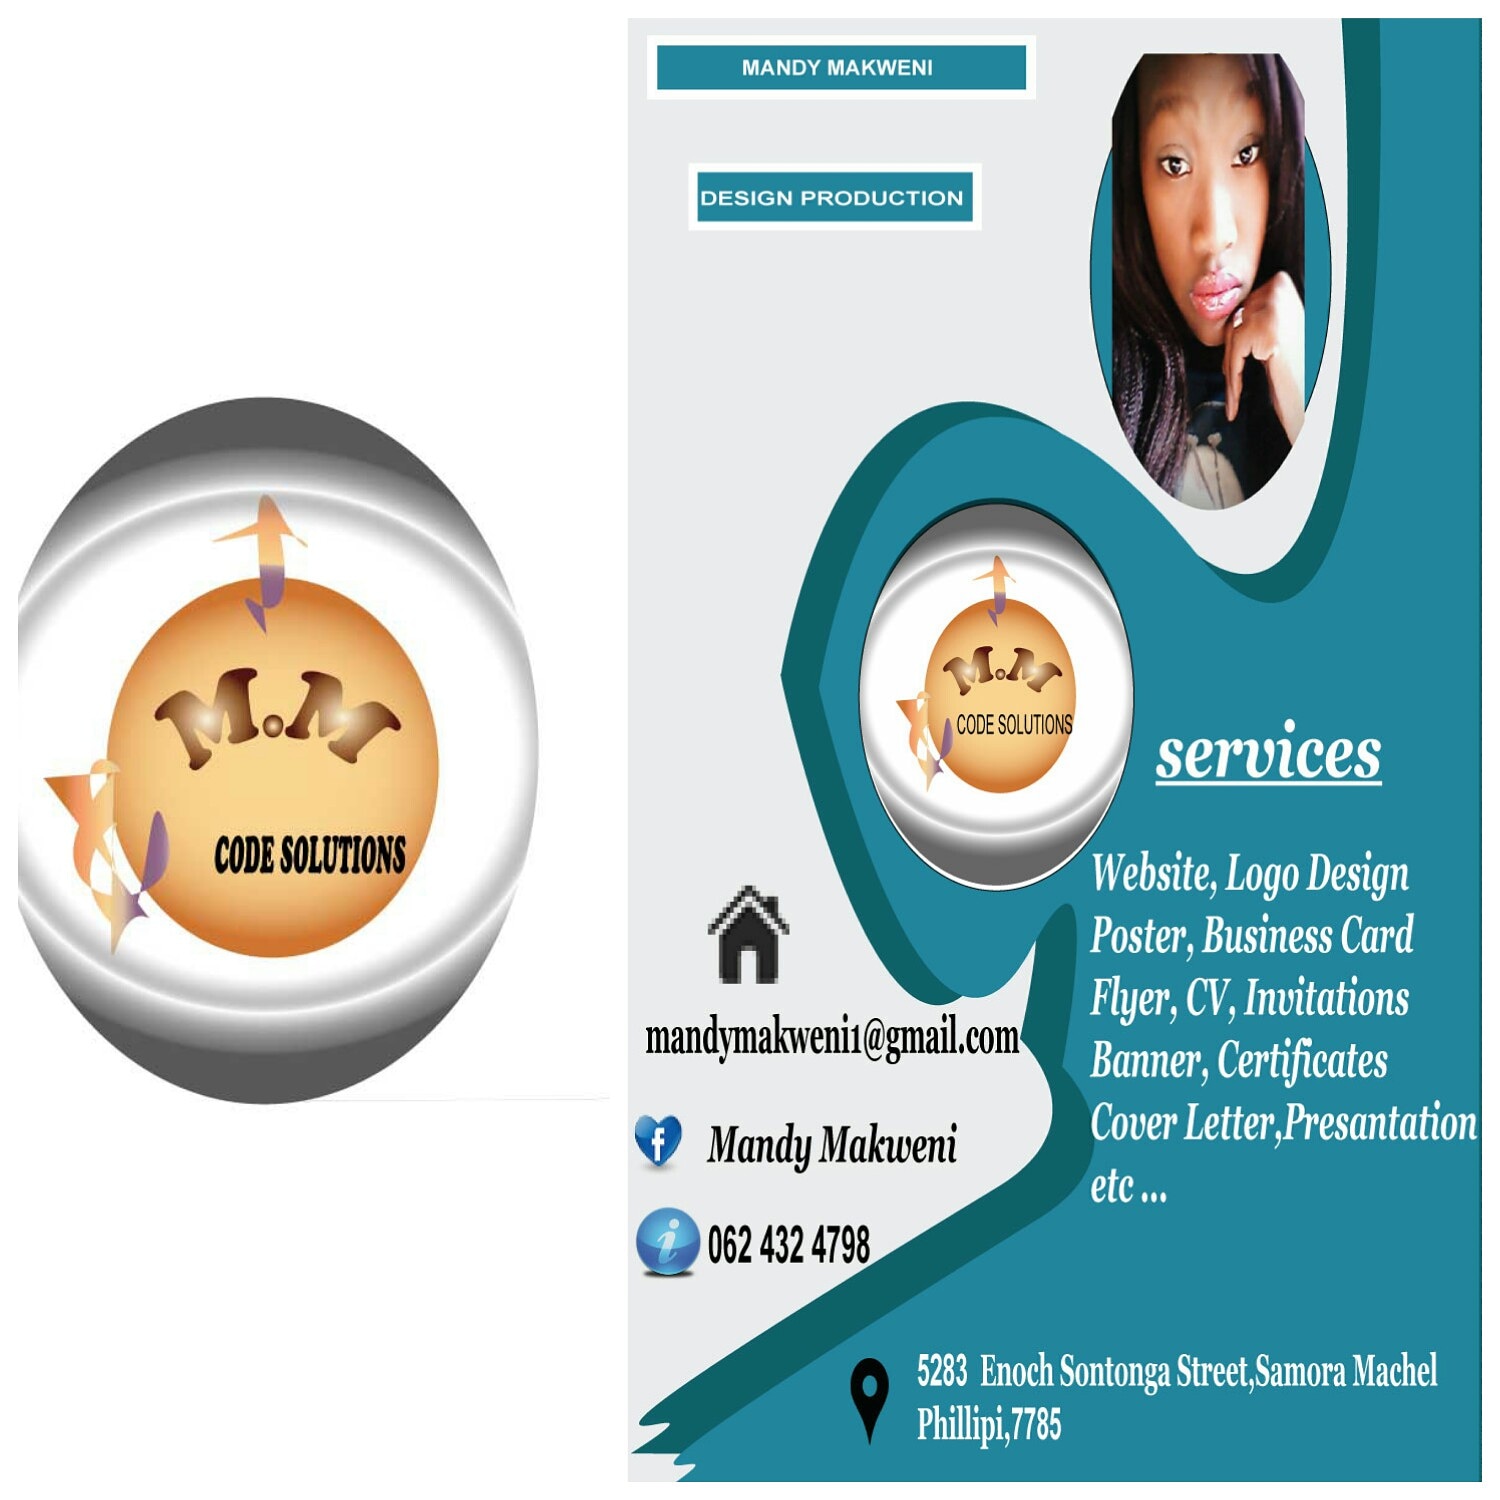 M.M
CODE SOLUTIONS
MANDY MAKWENI
DESIGN PRODUCTION
M.M
CODE SOLUTIONS
services
Website, Logo Design
Poster, Business Card
Flyer, CV, Invitations
Banner, Certificates
Cover Letter,Presantation
etc ...
mandymakweni1@gmail.com
f Mandy Makweni
i 062 432 4798
5283 Enoch Sontonga Street,Samora Machel
Phillipi,7785